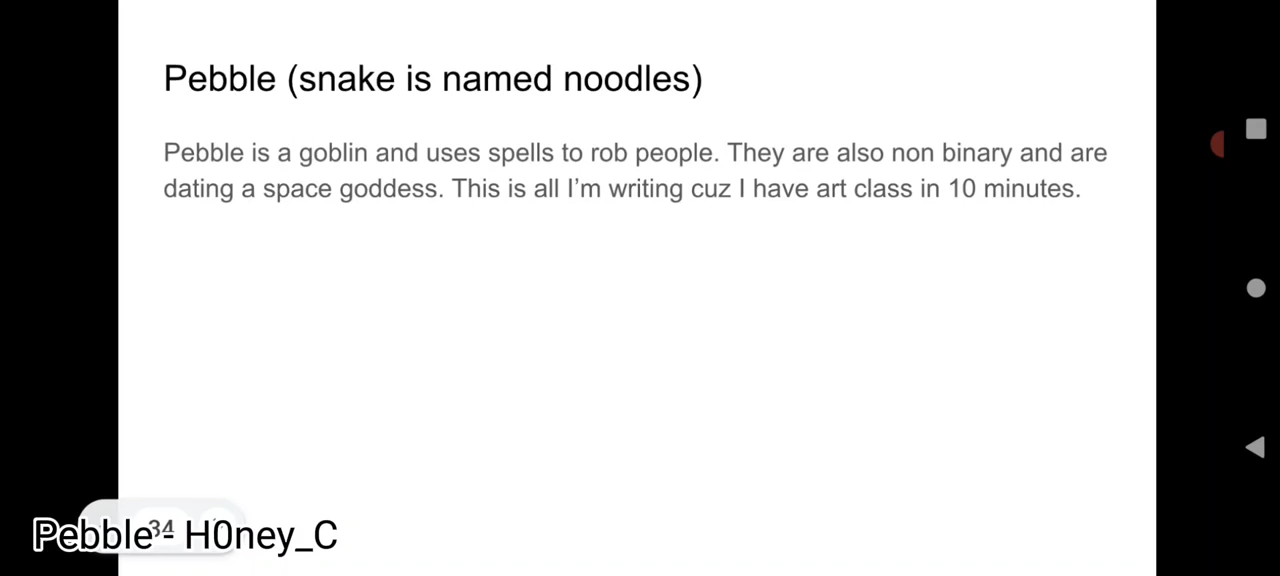 Pebble (snake is named noodles)
Pebble is a goblin and uses spells to rob people. They are also non binary and are
dating a space goddess. This is all I'm writing cuz I have art class in 10 minutes.
34
Pebble - H0ney_C